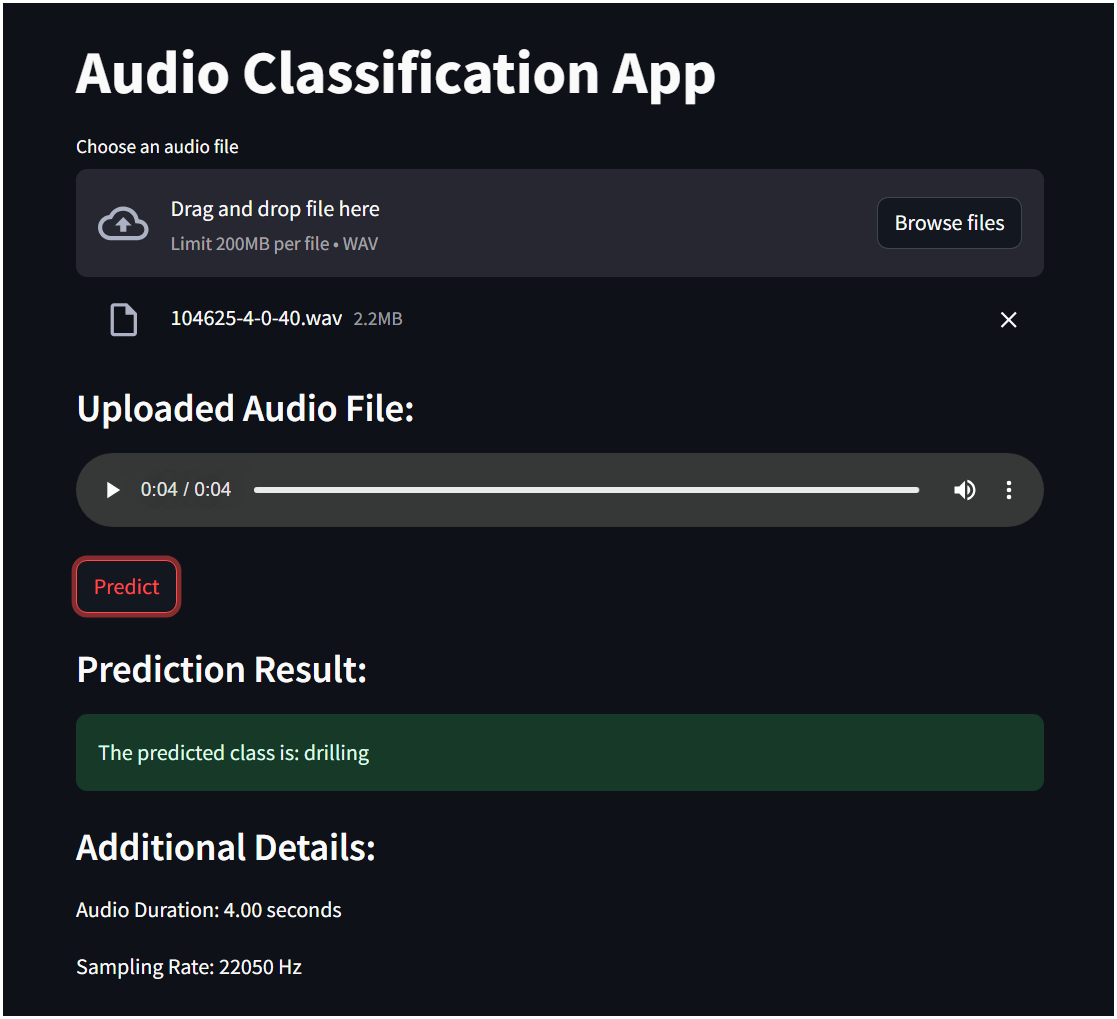 Audio Classification App
Choose an audio file
Drag and drop file here
Limit 200MB per file • WAV
Browse files
104625-4-0-40.wav 2.2MB
Uploaded Audio File:
0:04 / 0:04
Predict
Prediction Result:
The predicted class is: drilling
Additional Details:
Audio Duration: 4.00 seconds
Sampling Rate: 22050 Hz